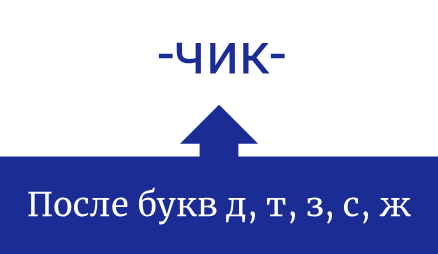 -чик-
После букв д, т, з, с, ж